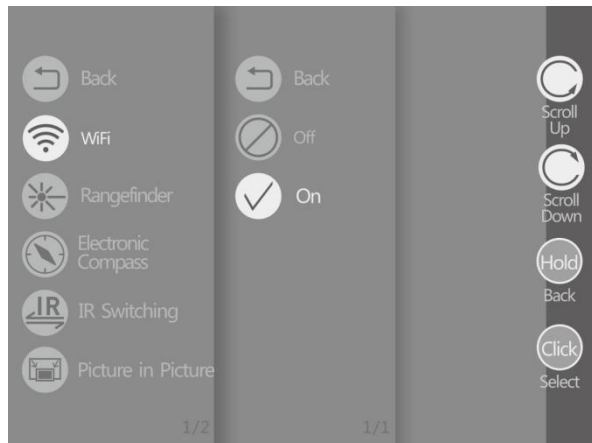 Back
WiFi
Rangefinder
Electronic
Compass
IR
IR Switching
Picture in Picture
1/2
Back
Off
On
1/1
Scroll
Up
Scroll
Down
Hold
Back
Click
Select